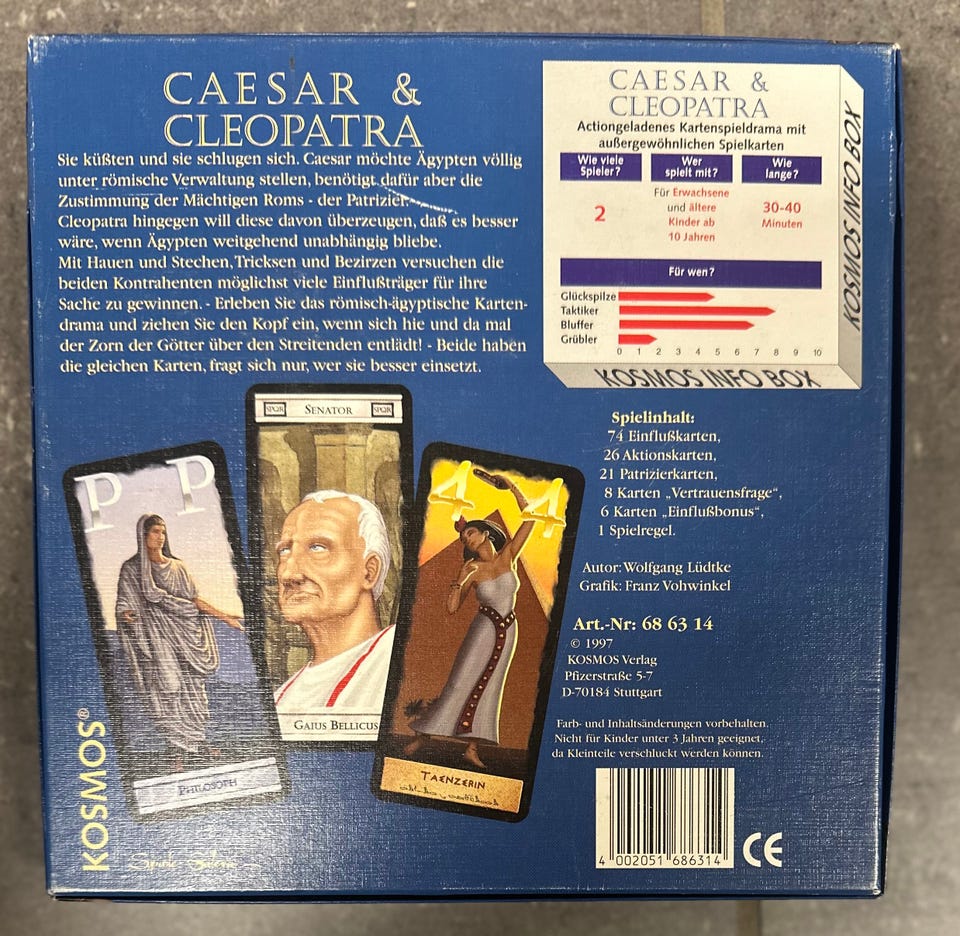 CAESAR &
CLEOPATRA
Sie küßten und sie schlugen sich. Caesar möchte Ägypten völlig
unter römische Verwaltung stellen, benötigt dafür aber die
Zustimmung der Mächtigen Roms - der Patrizier.
Cleopatra hingegen will diese davon überzeugen, daß es besser
wäre, wenn Ägypten weitgehend unabhängig bliebe.
Mit Hauen und Stechen, Tricksen und Bezirzen versuchen die
beiden Kontrahenten möglichst viele Einflußträger für ihre
Sache zu gewinnen. - Erleben Sie das römisch-ägyptische Karten-
drama und ziehen Sie den Kopf ein, wenn sich hie und da mal
der Zorn der Götter über den Streitenden entlädt! - Beide haben
die gleichen Karten, fragt sich nur, wer sie besser einsetzt.
CAESAR &
CLEOPATRA
Actiongeladenes Kartenspieldrama mit
außergewöhnlichen Spielkarten
Wie viele
Spieler?
2
Wer
spielt mit?
Für Erwachsene
und ältere
Kinder ab
10 Jahren
Wie
lange?
30-40
Minuten
Für wen?
Glückspilze
Taktiker
Bluffer
Grübler
0 1 2 3 4 5 6 7 8 9 10
KOSMOS INFO BOX
KOSMOS INFO BOX
P P
PHILOSOPH
SPQR SENATOR SPQR
GAIUS BELLICUS
4 4
TAENZERIN
Spielinhalt:
74 Einflußkarten,
26 Aktionskarten,
21 Patrizierkarten,
8 Karten „Vertrauensfrage“,
6 Karten „Einflußbonus“,
1 Spielregel.
Autor: Wolfgang Lüdtke
Grafik: Franz Vohwinkel
Art.-Nr: 68 63 14
© 1997
KOSMOS Verlag
Pfizerstraße 5-7
D-70184 Stuttgart
Farb- und Inhaltsänderungen vorbehalten.
Nicht für Kinder unter 3 Jahren geeignet,
da Kleinteile verschluckt werden können.
4 002051 686314
CE
KOSMOS®